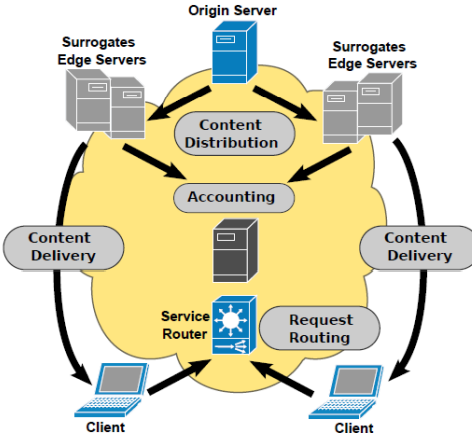 Origin Server
Surrogates
Edge Servers
Surrogates
Edge Servers
Content
Distribution
Accounting
Content
Delivery
Content
Delivery
Service
Router
Request
Routing
Client
Client